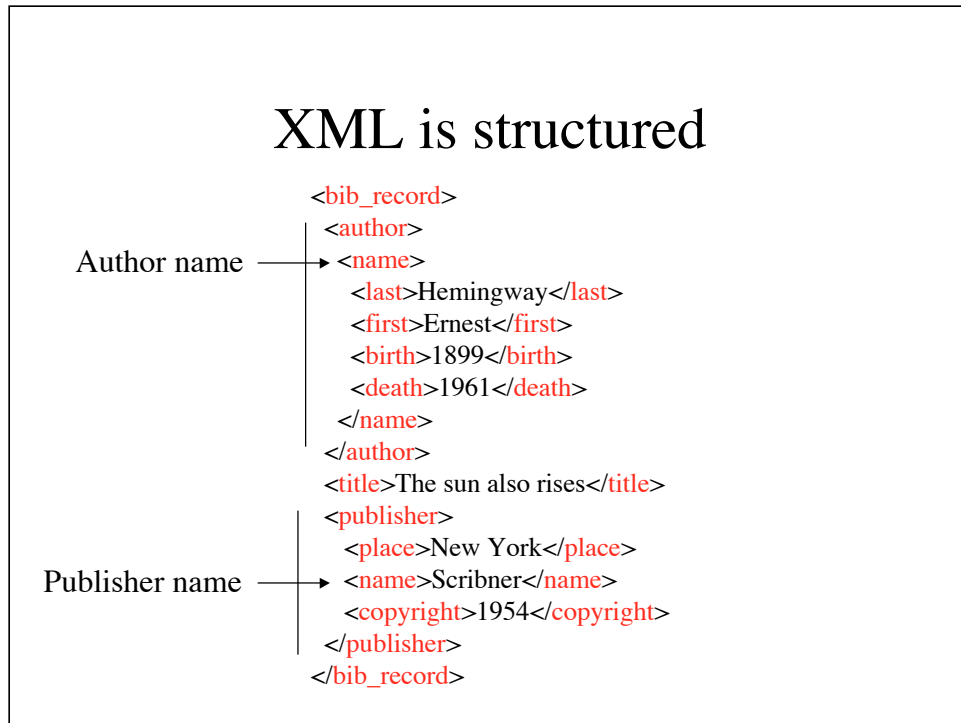 XML is structured
<bib_record>
<author>
Author name
<name>
<last>Hemingway</last>
<first>Ernest</first>
<birth>1899</birth>
<death>1961</death>
</name>
</author>
<title>The sun also rises</title>
<publisher>
<place>New York</place>
Publisher name
<name>Scribner</name>
<copyright>1954</copyright>
</publisher>
</bib_record>